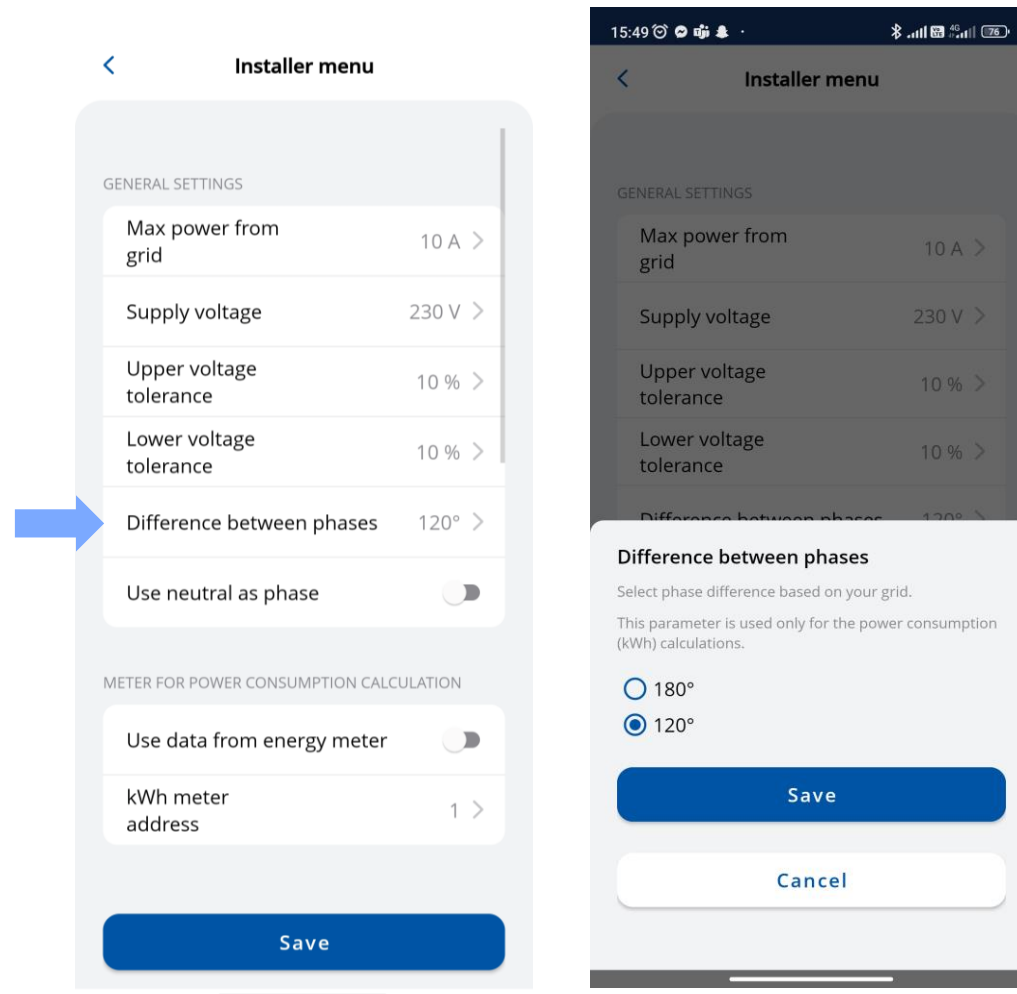 Installer menu
GENERAL SETTINGS
Max power from
grid
10 A
Supply voltage
230 V
Upper voltage
tolerance
10 %
Lower voltage
tolerance
10 %
Difference between phases
120°
Use neutral as phase
METER FOR POWER CONSUMPTION CALCULATION
Use data from energy meter
kWh meter
address
1
Save
15:49
4G
76
Installer menu
GENERAL SETTINGS
Max power from
grid
10 A
Supply voltage
230 V
Upper voltage
tolerance
10 %
Lower voltage
tolerance
10 %
Difference between phases
120°
Difference between phases
Select phase difference based on your grid.
This parameter is used only for the power consumption
(kWh) calculations.
180°
120°
Save
Cancel